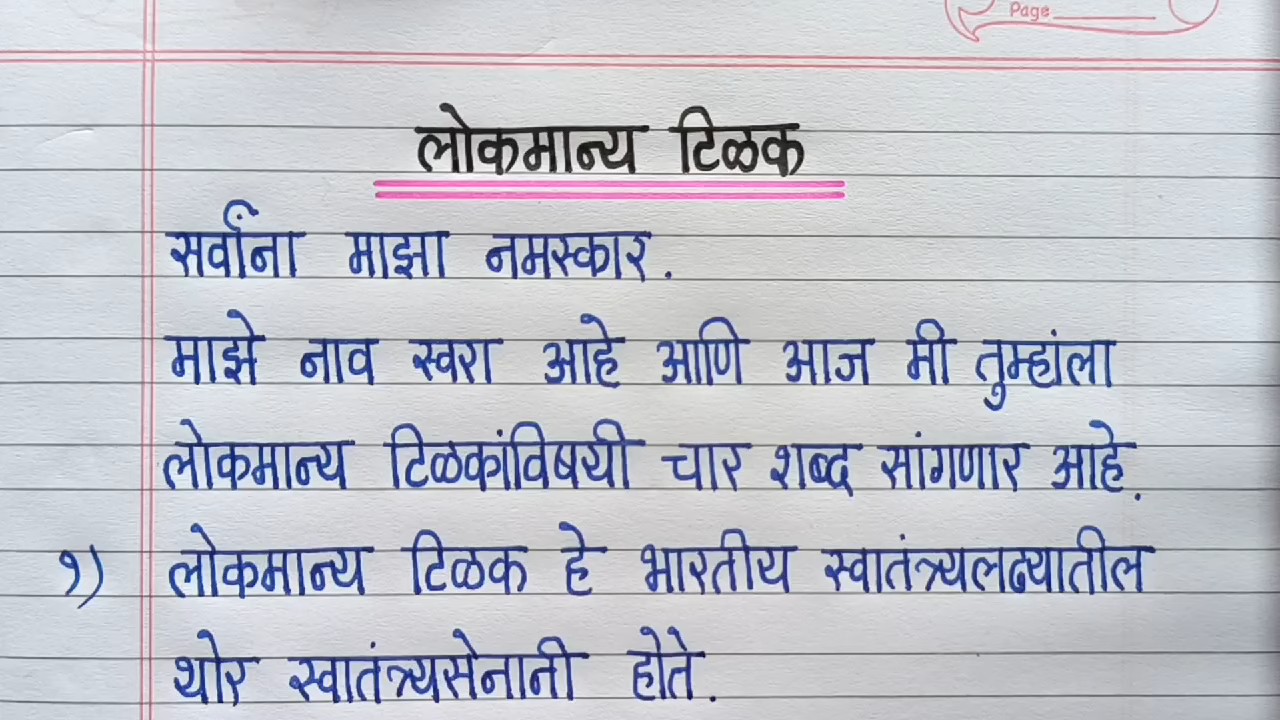 Page
लोकमान्य टिळक
सर्वांना माझा नमस्कार.
माझे नाव स्वरा आहे आणि आज मी तुम्हांला
लोकमान्य टिळकांविषयी चार शब्द सांगणार आहे.
१) लोकमान्य टिळक हे भारतीय स्वातंत्र्यलढ्यातील
थोर स्वातंत्र्यसेनानी होते.